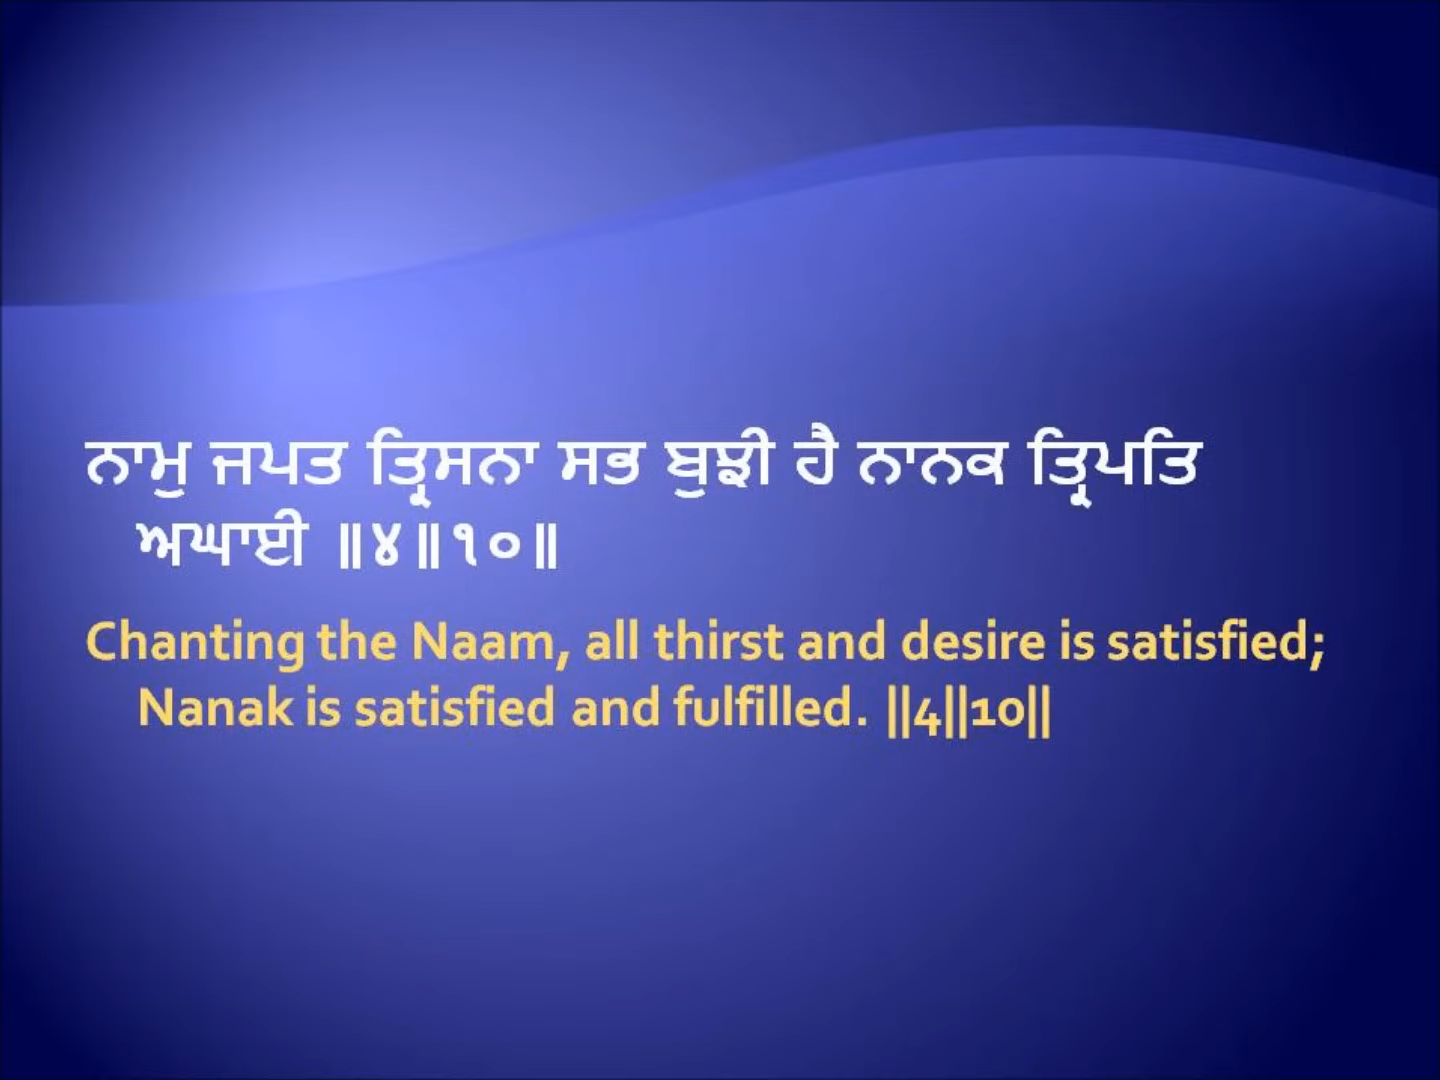 ਨਾਮੁ ਜਪਤ ਤ੍ਰਿਸਨਾ ਸਭ ਬੁਝੀ ਹੈ ਨਾਨਕ ਤ੍ਰਿਪਤਿ
ਅਘਾਈ ॥੪॥੧੦॥
Chanting the Naam, all thirst and desire is satisfied;
Nanak is satisfied and fulfilled. ||4||10||